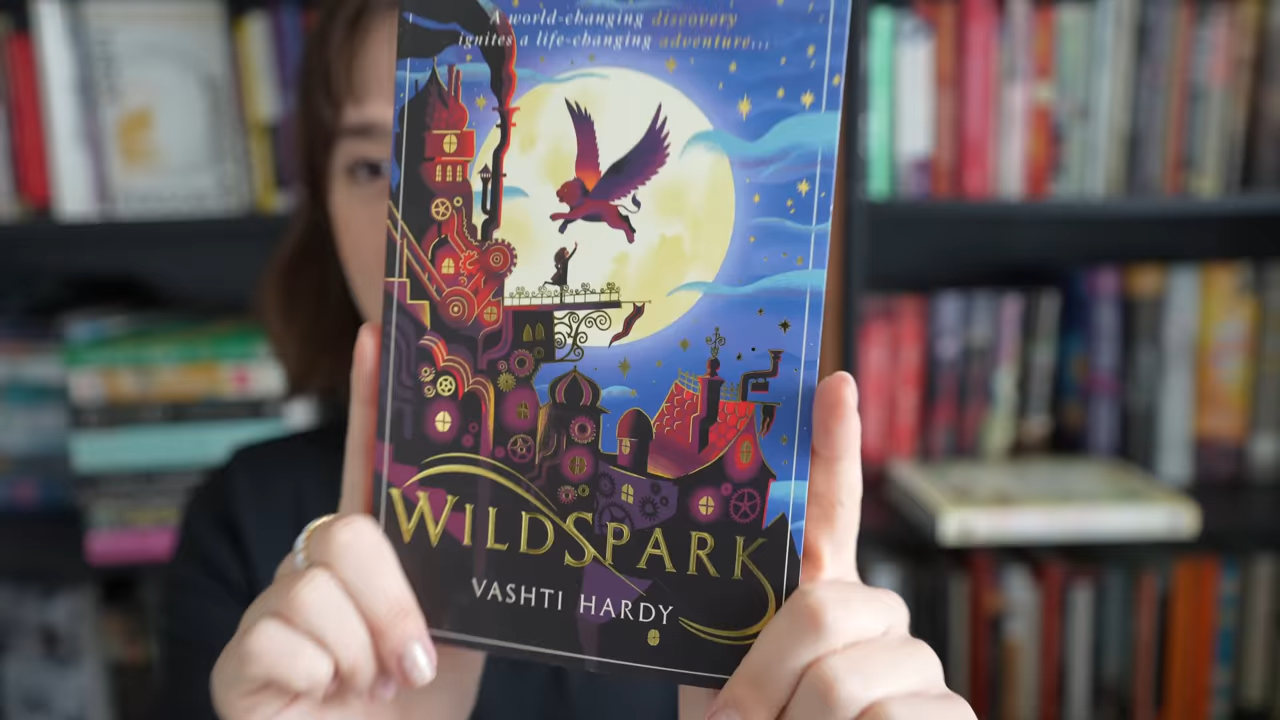 A world-changing discovery
ignites a life-changing adventure...
WILDSPARK
VASHTI HARDY